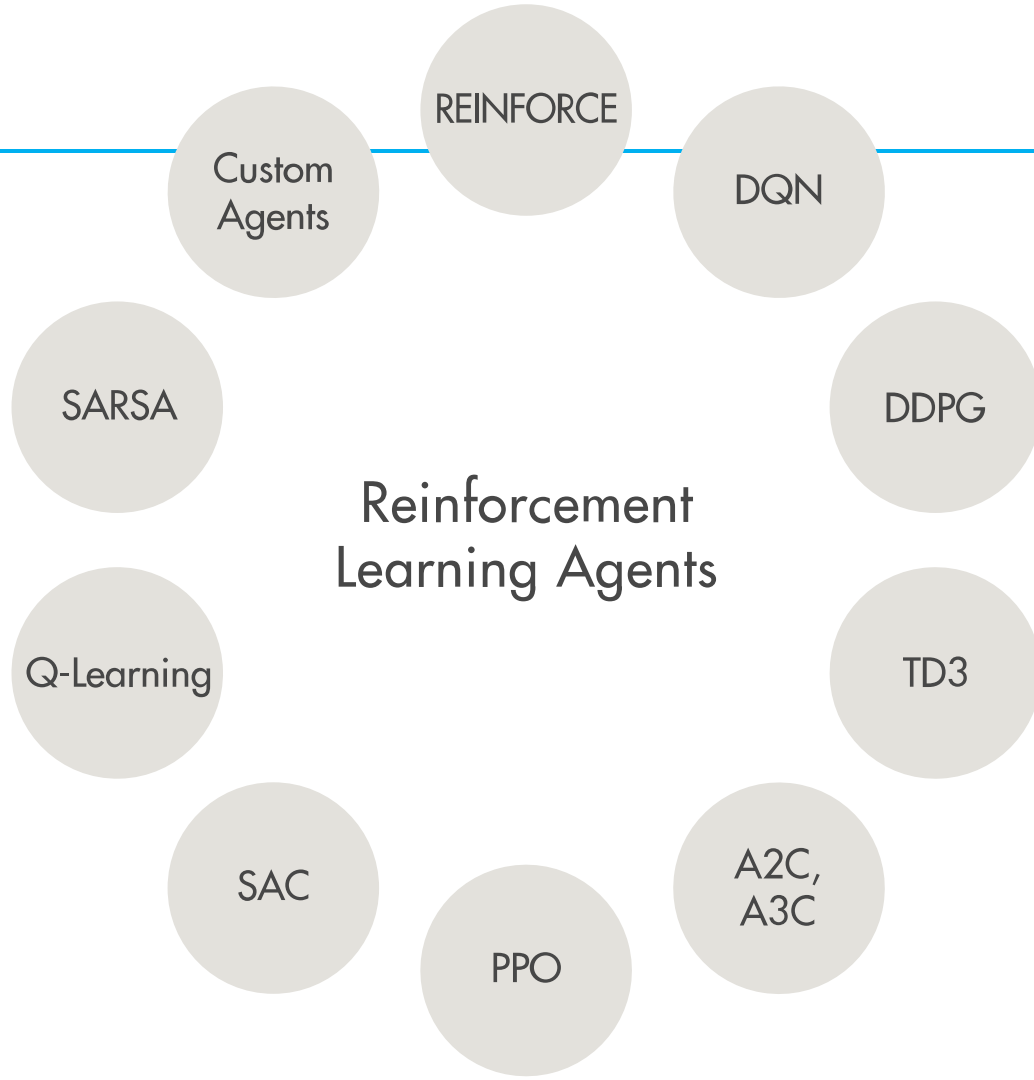 REINFORCE
Custom
Agents
DQN
SARSA
DDPG
Reinforcement
Learning Agents
Q-Learning
TD3
SAC
A2C,
A3C
PPO